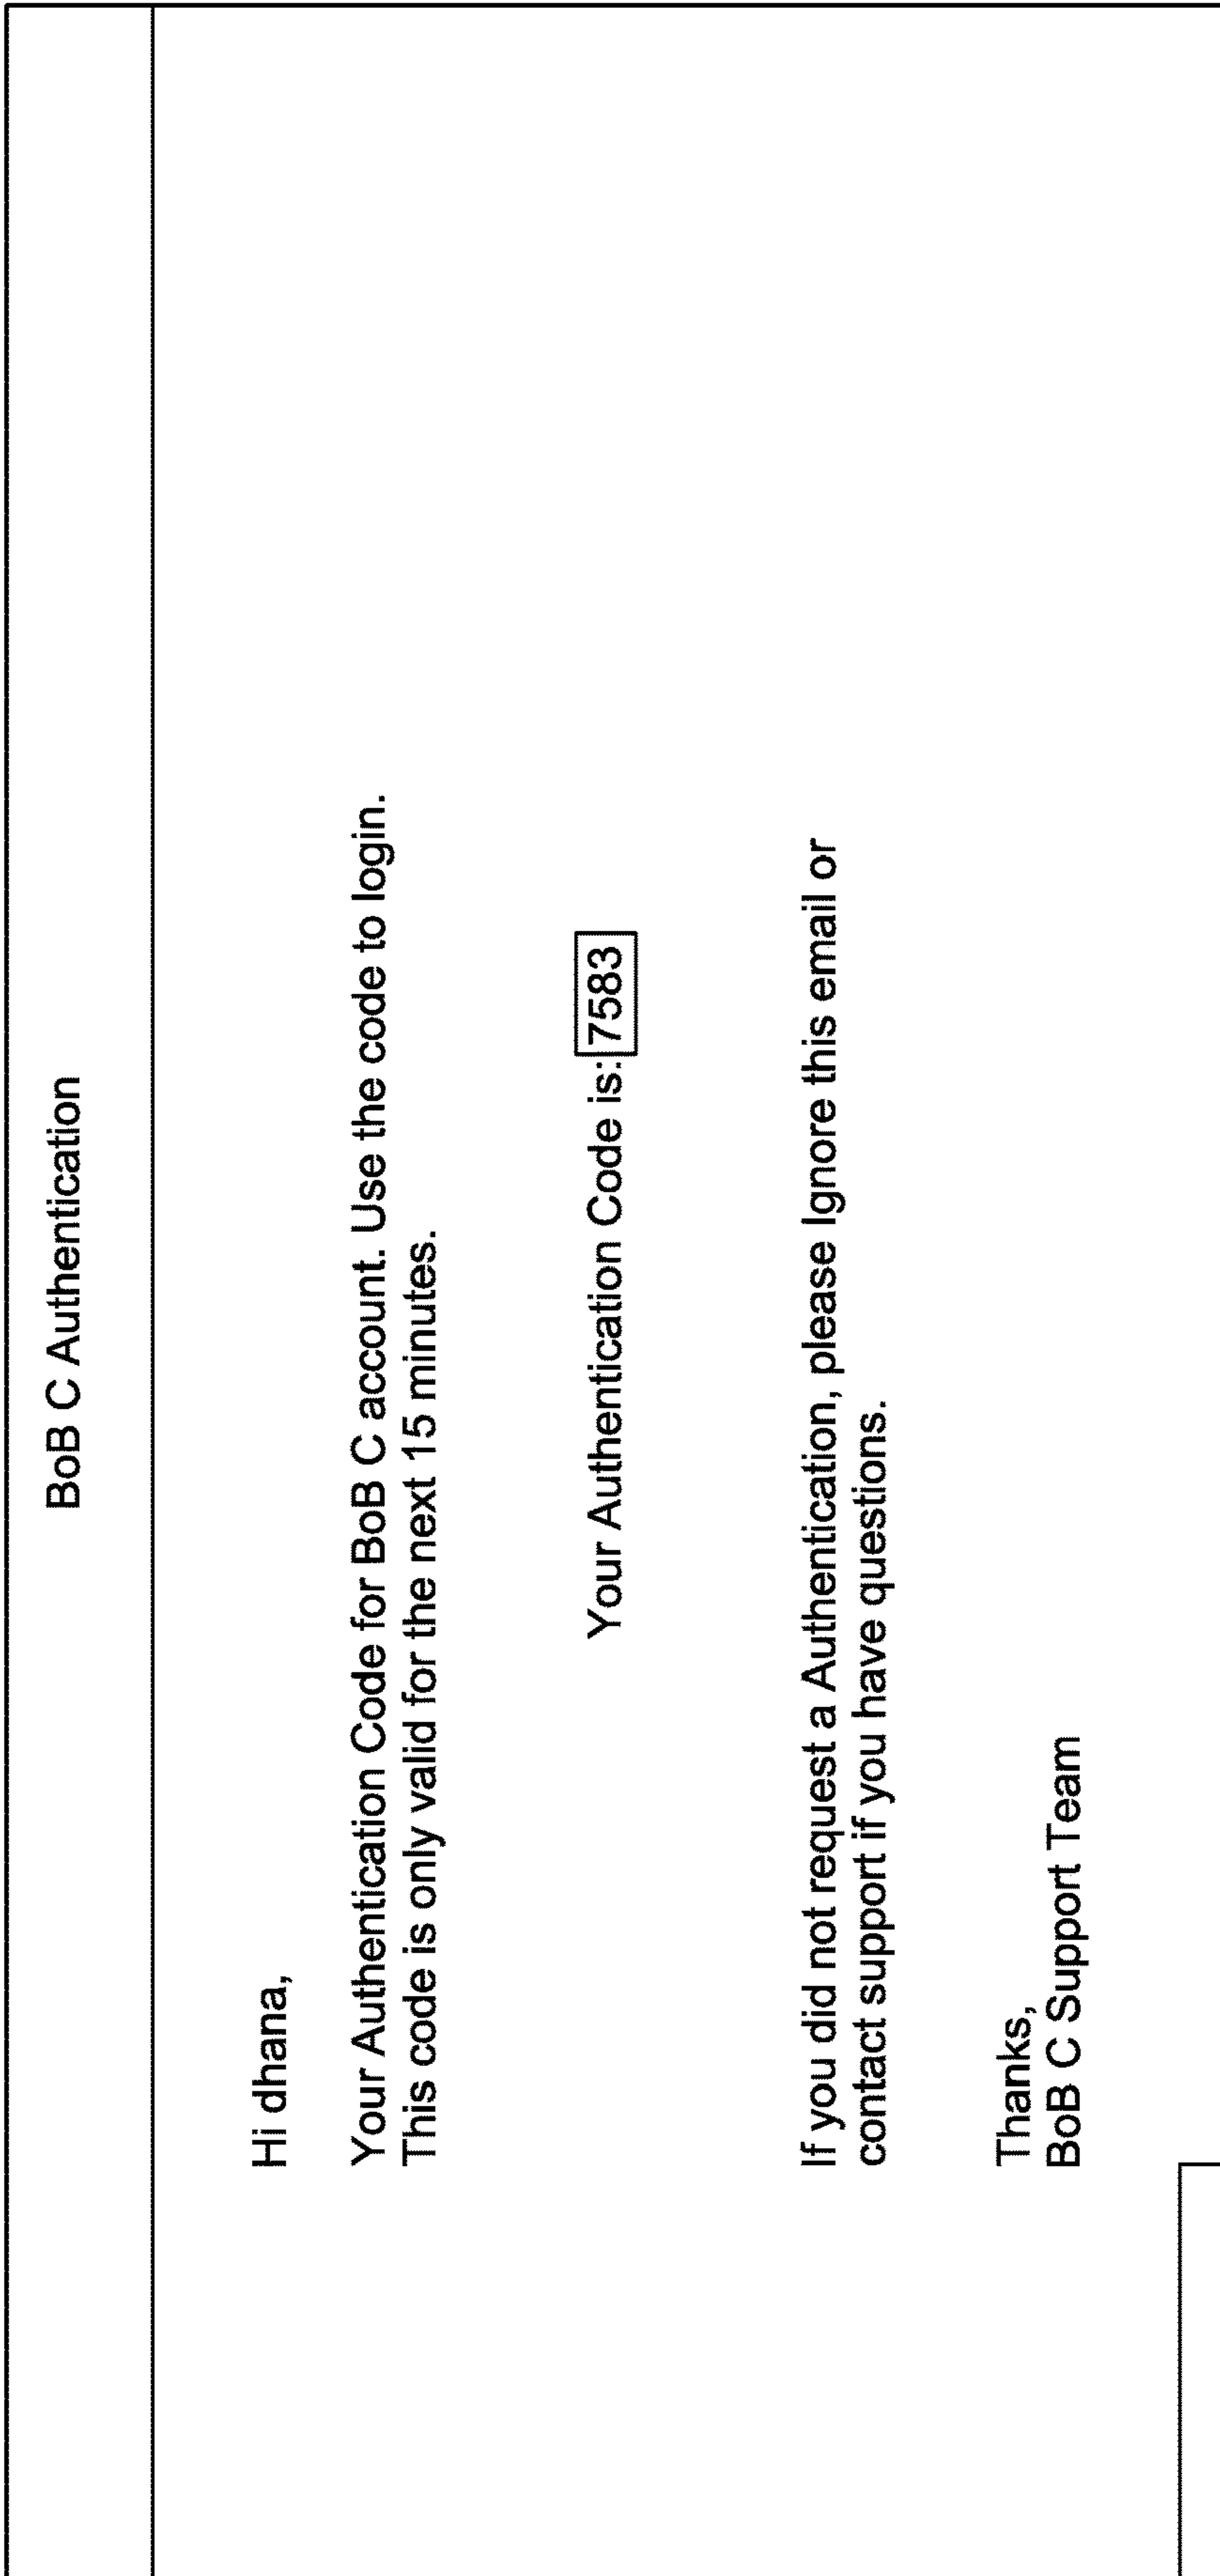 BoB C Authentication
Hi dhana,
Your Authentication Code for BoB C account. Use the code to login.
This code is only valid for the next 15 minutes.
Your Authentication Code is: 7583
If you did not request a Authentication, please Ignore this email or
contact support if you have questions.
Thanks,
BoB C Support Team